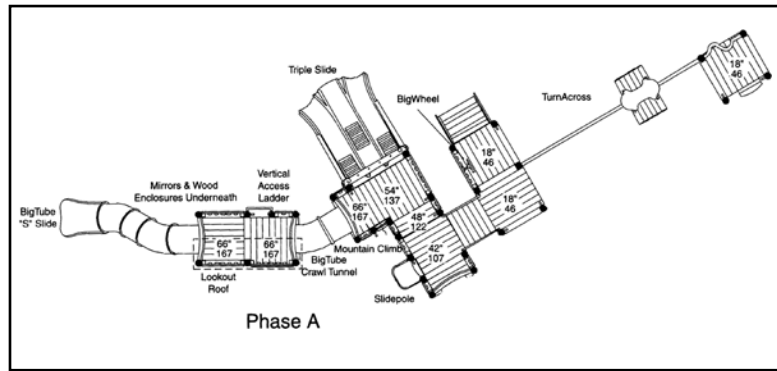 18"
46
Triple Slide
BigWheel
TurnAcross
18"
46
54"
137
Mirrors & Wood
Enclosures Underneath
Vertical
Access
Ladder
66"
167
18"
46
48"
122
BigTube
"S" Slide
66"
167
66"
167
Mountain Climb
42"
107
Lookout
Roof
BigTube
Crawl Tunnel
Slidepole
Phase A